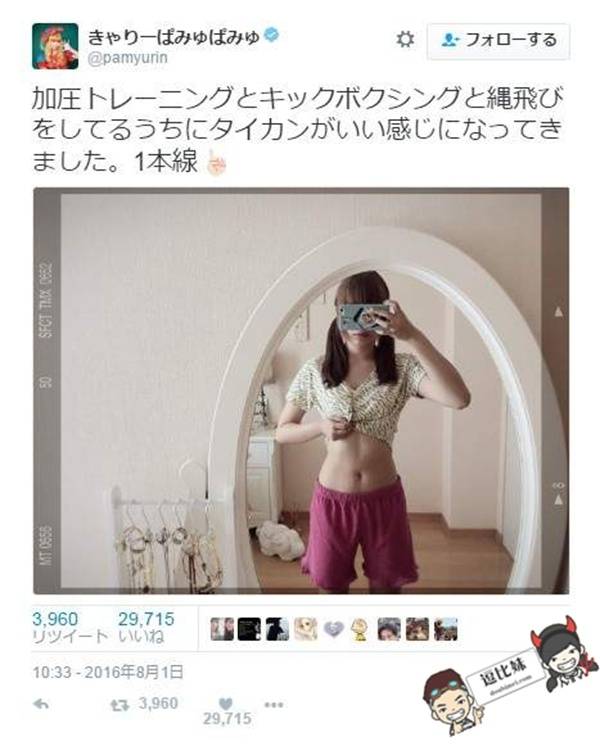 きゃりーぱみゅぱみゅ
@pamyurin
フォローする
加圧トレーニングとキックボクシングと縄飛び
をしてるうちにタイカンがいい感じになってき
ました。1本線☝🏻
SFCT TMX 0652
50
MT 0656
3,960
29,715
リツイート
いいね
10:33 - 2016年8月1日
3,960
29,715
逗比妹